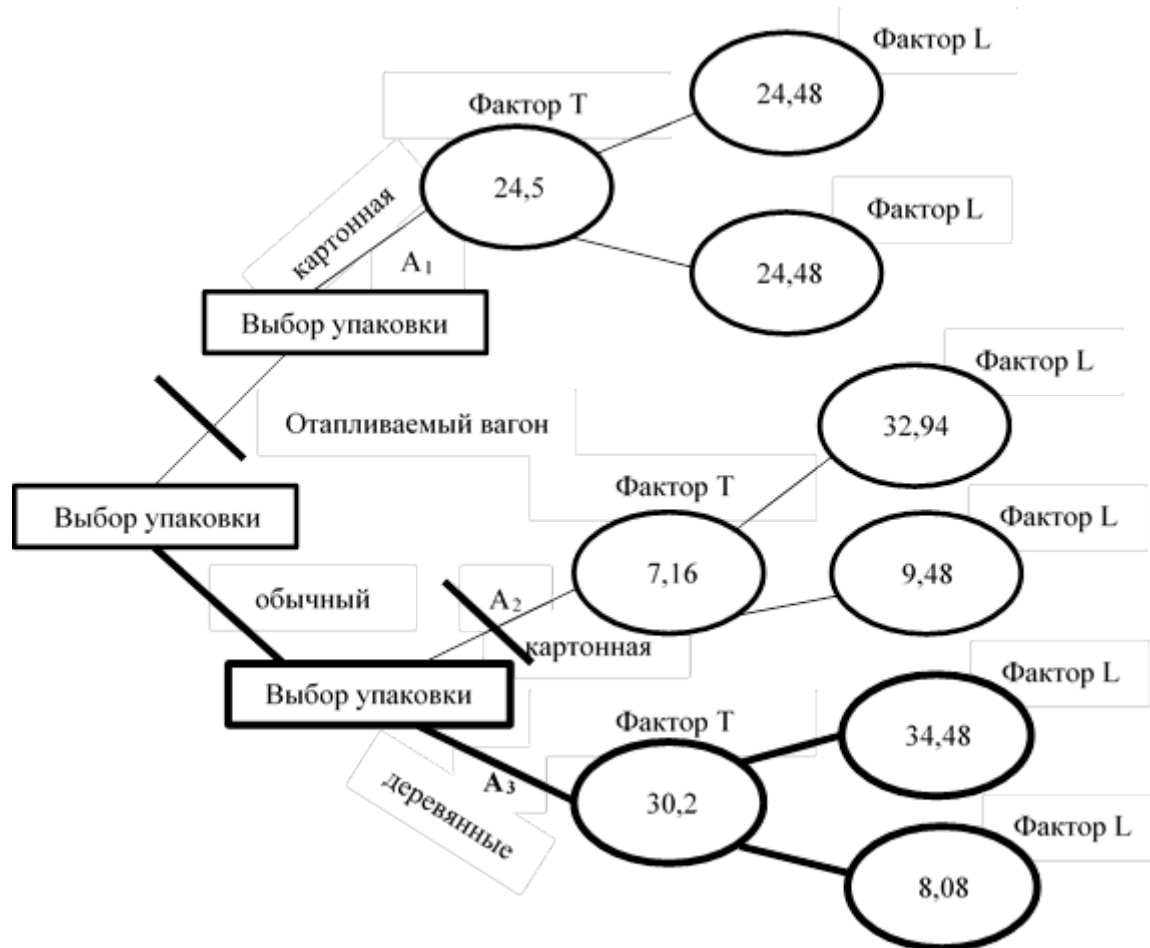 Фактор L
24,48
Фактор T
24,5
картонная
Фактор L
24,48
A₁
Выбор упаковки
Отапливаемый вагон
Фактор L
32,94
Фактор T
Выбор упаковки
Фактор L
7,16
9,48
обычный
A₂
картонная
Выбор упаковки
Фактор L
Фактор T
34,48
A₃
деревянные
30,2
Фактор L
8,08